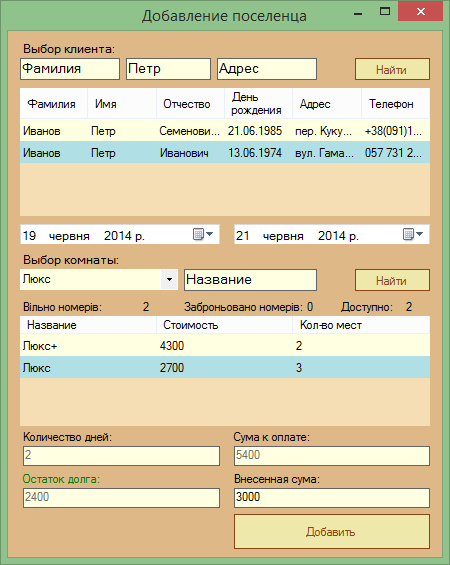 Добавление поселенца
Выбор клиента:
Фамилия Петр Адрес Найти
Фамилия Имя Отчество День рождения Адрес Телефон
Иванов Петр Семенови... 21.06.1985 пер. Куку... +38(091)1...
Иванов Петр Иванович 13.06.1974 вул. Гама... 057 731 2...
19 червня 2014 р. 21 червня 2014 р.
Выбор комнаты:
Люкс Название Найти
Вільно номерів: 2 Заброньовано номерів: 0 Доступно: 2
Название Стоимость Кол-во мест
Люкс+ 4300 2
Люкс 2700 3
Количество дней: Сума к оплате:
2 5400
Остаток долга: Внесенная сума:
2400 3000
Добавить